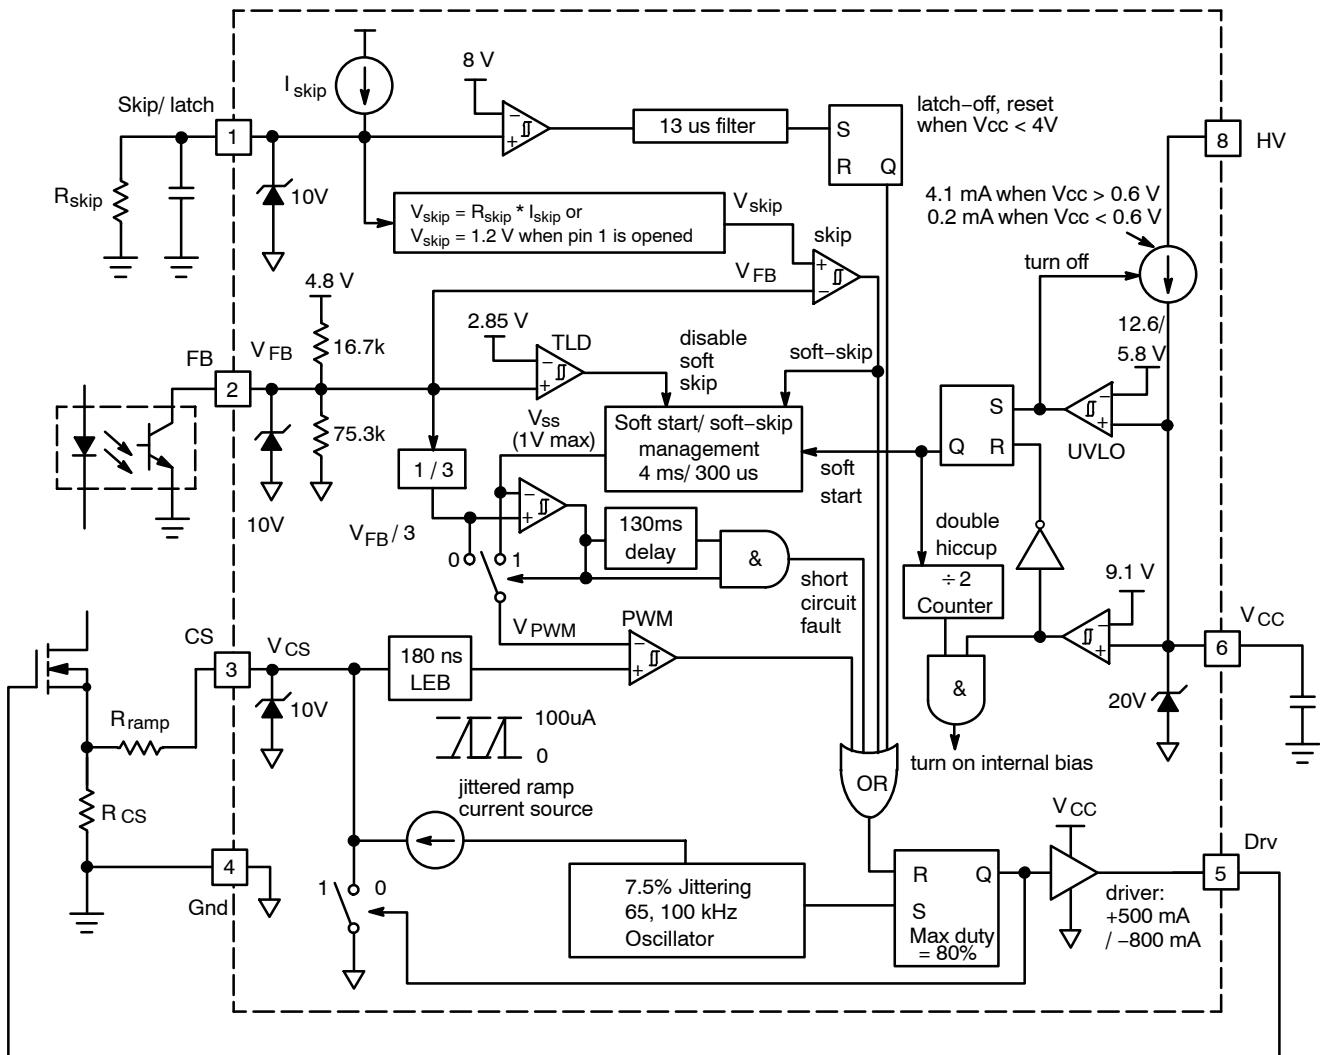 Skip/ latch
I skip
8 V
1
10V
R skip
− +
13 us filter
S
R Q
latch−off, reset
when Vcc < 4V
8
HV
4.1 mA when Vcc > 0.6 V
0.2 mA when Vcc < 0.6 V
V skip = R skip * I skip or
V skip = 1.2 V when pin 1 is opened
V skip
skip
+ −
V FB
turn off
4.8 V
16.7k
75.3k
FB
2
V FB
10V
2.85 V
TLD
− +
disable
soft
skip
soft−skip
12.6/
5.8 V
− +
UVLO
S
Q R
Vss
(1V max)
Soft start/ soft−skip
management
4 ms/ 300 us
soft
start
1 / 3
V FB / 3
− +
0 1
130ms
delay
&
short
circuit
fault
double
hiccup
÷ 2
Counter
9.1 V
− +
&
turn on internal bias
6
V CC
20V
CS
3
V CS
10V
180 ns
LEB
V PWM
PWM
− +
R ramp
100uA
0
jittered ramp
current source
R CS
4
Gnd
1 0
7.5% Jittering
65, 100 kHz
Oscillator
OR
R Q
S
Max duty
= 80%
V CC
driver:
+500 mA
/ −800 mA
Drv
5